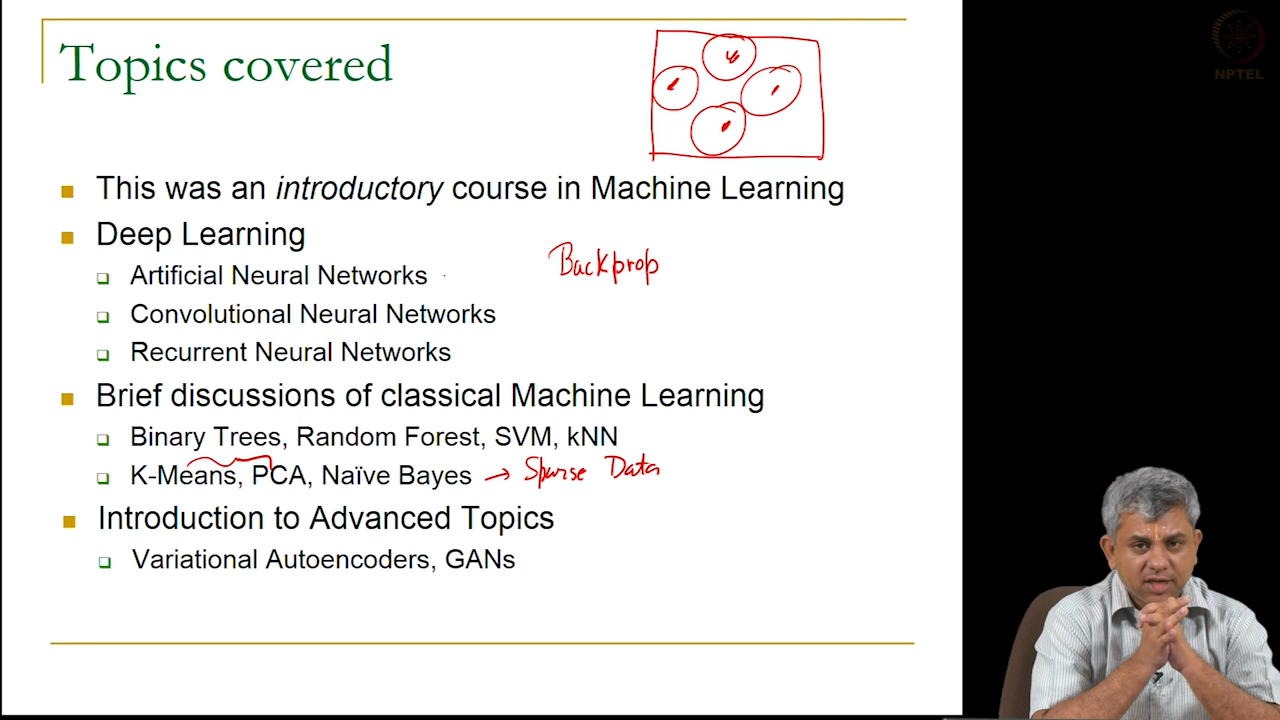 Topics covered
NPTEL
This was an introductory course in Machine Learning
Deep Learning
Backprop
Artificial Neural Networks
Convolutional Neural Networks
Recurrent Neural Networks
Brief discussions of classical Machine Learning
Binary Trees, Random Forest, SVM, kNN
K-Means, PCA, Naïve Bayes → Sparse Data
Introduction to Advanced Topics
Variational Autoencoders, GANs